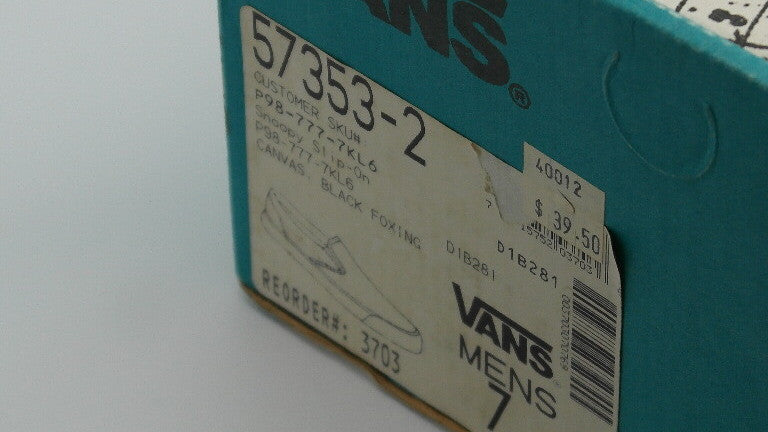 VANS®
57353-2
CUSTOMER SKU#
P98-777-7KL6
Snoopy Slip-On
P98-777-7KL6
CANVAS, BLACK FOXING
D1B281
D1B281
40012
$ 39.50
REORDER#: 3703
VANS
MENS
7